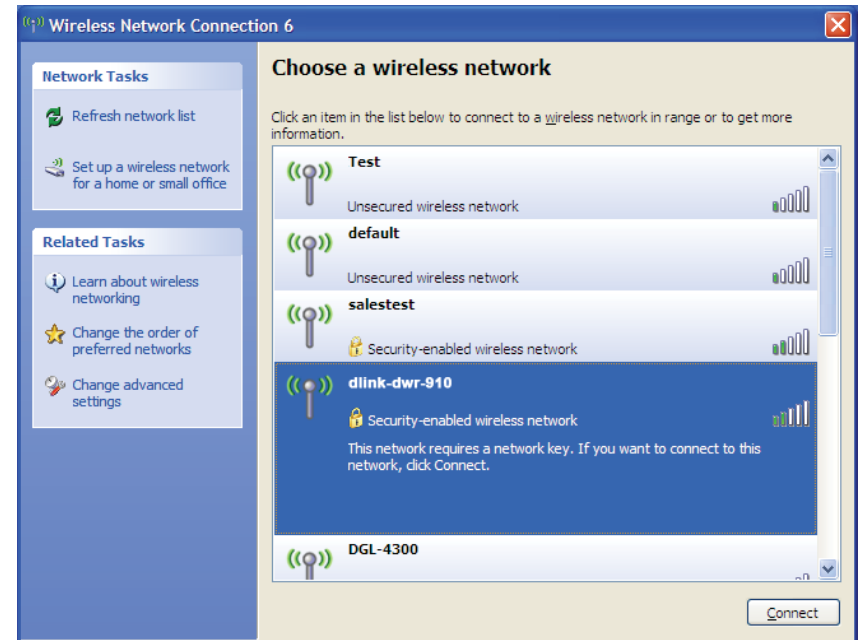 Wireless Network Connection 6
Network Tasks
Refresh network list
Set up a wireless network
for a home or small office
Related Tasks
Learn about wireless
networking
Change the order of
preferred networks
Change advanced
settings
Choose a wireless network
Click an item in the list below to connect to a wireless network in range or to get more
information.
Test
Unsecured wireless network
default
Unsecured wireless network
salestest
Security-enabled wireless network
dlink-dwr-910
Security-enabled wireless network
This network requires a network key. If you want to connect to this
network, click Connect.
DGL-4300
Connect